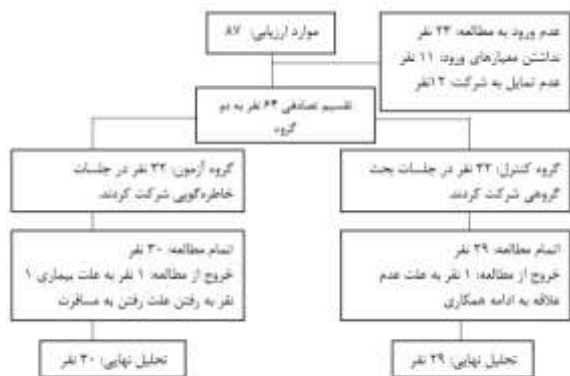 موارد ارزیابی: ۸۷
عدم ورود به مطالعه: ۲۳ نفر
نداشتن معیارهای ورود: ۱۱ نفر
عدم تمایل به شرکت: ۱۲نفر
تقسیم تصادفی ۶۴ نفر به دو
گروه
گروه کنترل: ۳۲ نفر در جلسات بحث
گروهی شرکت کردند.
گروه آزمون: ۳۲ نفر در جلسات
خاطره‌گویی شرکت کردند.
اتمام مطالعه: ۲۹ نفر
خروج از مطالعه: ۱ نفر به علت عدم
علاقه به ادامه همکاری
اتمام مطالعه: ۳۰ نفر
خروج از مطالعه: ۱ نفر به علت بیماری ۱
نفر به رفتن علت رفتن به مسافرت
تحلیل نهایی: ۲۹ نفر
تحلیل نهایی: ۳۰ نفر